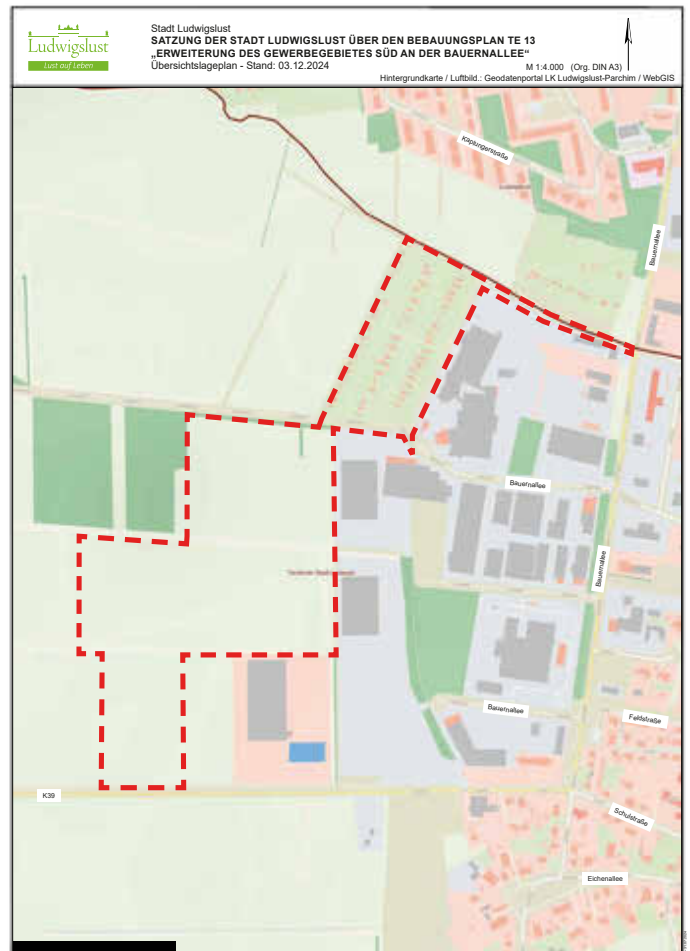 Ludwigslust
Lust auf Leben
Stadt Ludwigslust
SATZUNG DER STADT LUDWIGSLUST ÜBER DEN BEBAUUNGSPLAN TE 13
„ERWEITERUNG DES GEWERBEGEBIETES SÜD AN DER BAUERNALLEE“
Übersichtslageplan - Stand: 03.12.2024
M 1:4.000 (Org. DIN A3)
Hintergrundkarte / Luftbild.: Geodatenportal LK Ludwigslust-Parchim / WebGIS
Kaplungerstraße
Bauernallee
Bauernallee
Bauernallee
Bauernallee
Feldstraße
K39
Schulstraße
Eichenallee